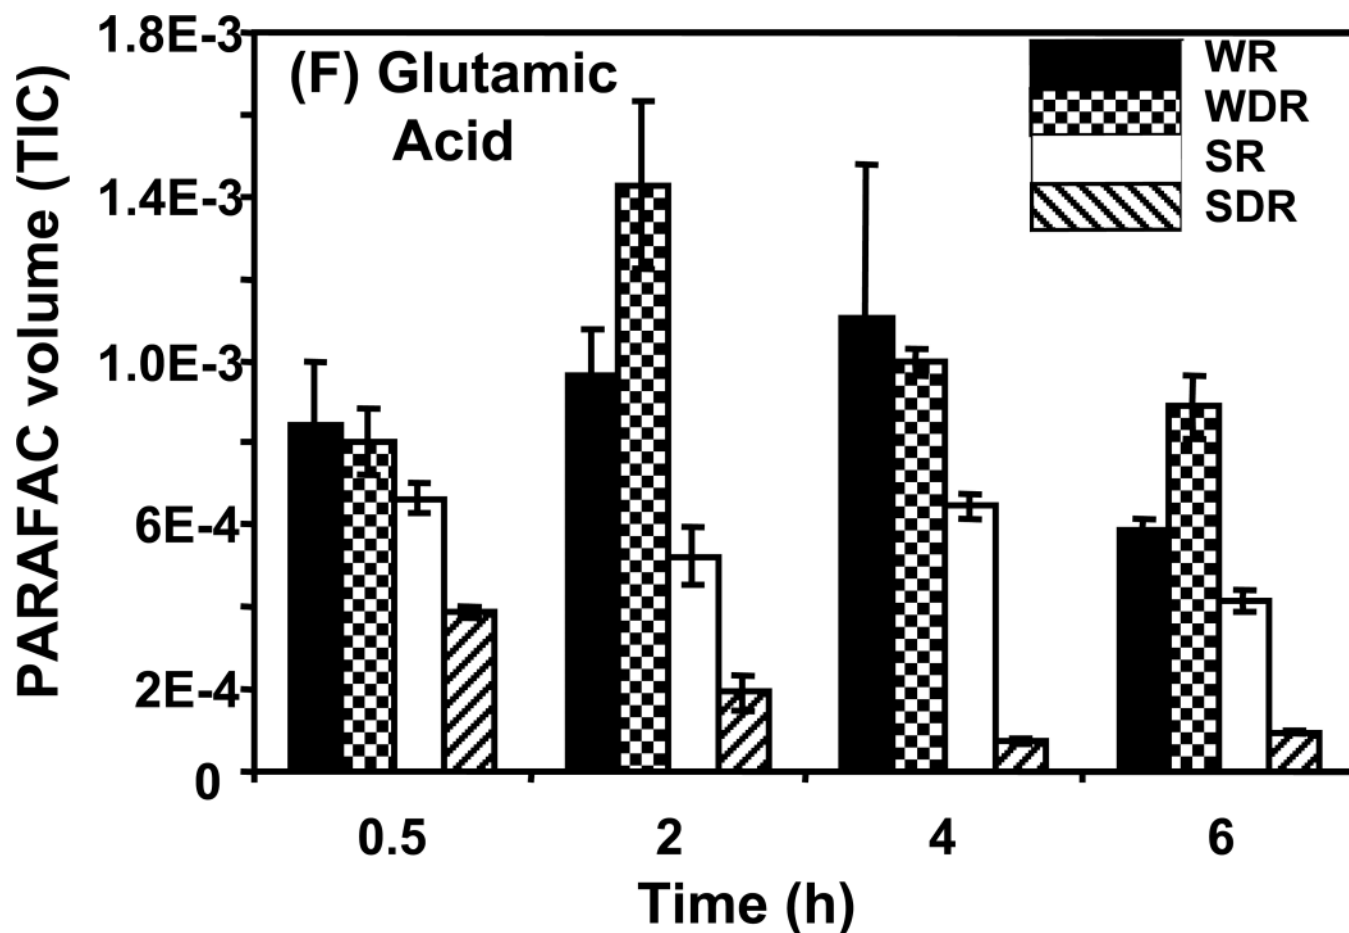 PARAFAC volume (TIC)
1.8E-3
1.4E-3
1.0E-3
6E-4
2E-4
0
(F) Glutamic
Acid
WR
WDR
SR
SDR
0.5 2 4 6
Time (h)